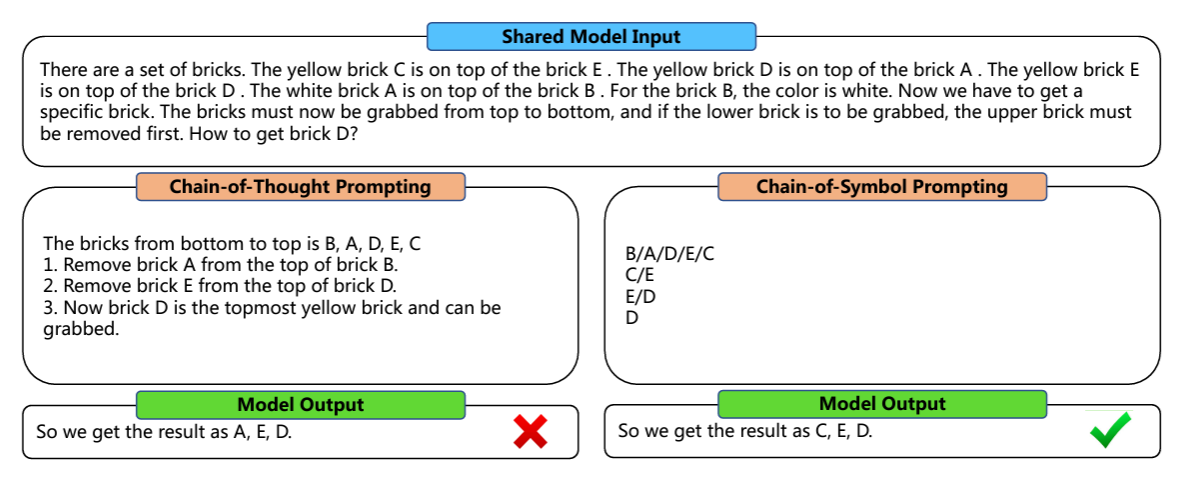 Shared Model Input
There are a set of bricks. The yellow brick C is on top of the brick E . The yellow brick D is on top of the brick A . The yellow brick E
is on top of the brick D . The white brick A is on top of the brick B . For the brick B, the color is white. Now we have to get a
specific brick. The bricks must now be grabbed from top to bottom, and if the lower brick is to be grabbed, the upper brick must
be removed first. How to get brick D?
Chain-of-Thought Prompting
The bricks from bottom to top is B, A, D, E, C
1. Remove brick A from the top of brick B.
2. Remove brick E from the top of brick D.
3. Now brick D is the topmost yellow brick and can be
grabbed.
Model Output
So we get the result as A, E, D.
Chain-of-Symbol Prompting
B/A/D/E/C
C/E
E/D
D
Model Output
So we get the result as C, E, D.